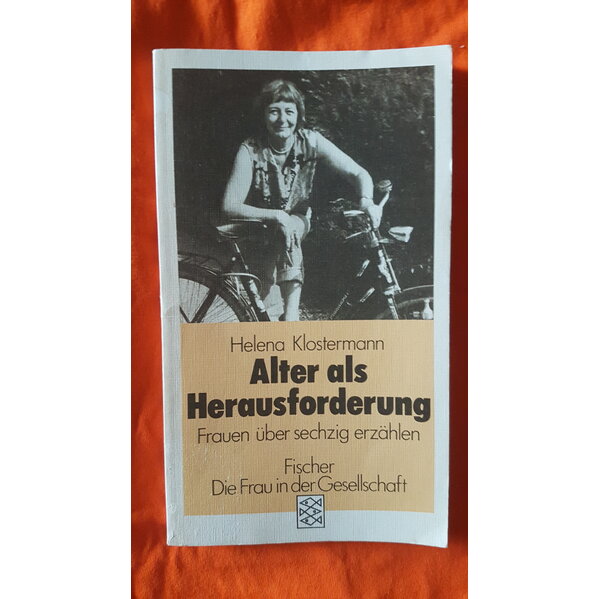 Helena Klostermann
Alter als
Herausforderung
Frauen über sechzig erzählen
Fischer
Die Frau in der Gesellschaft